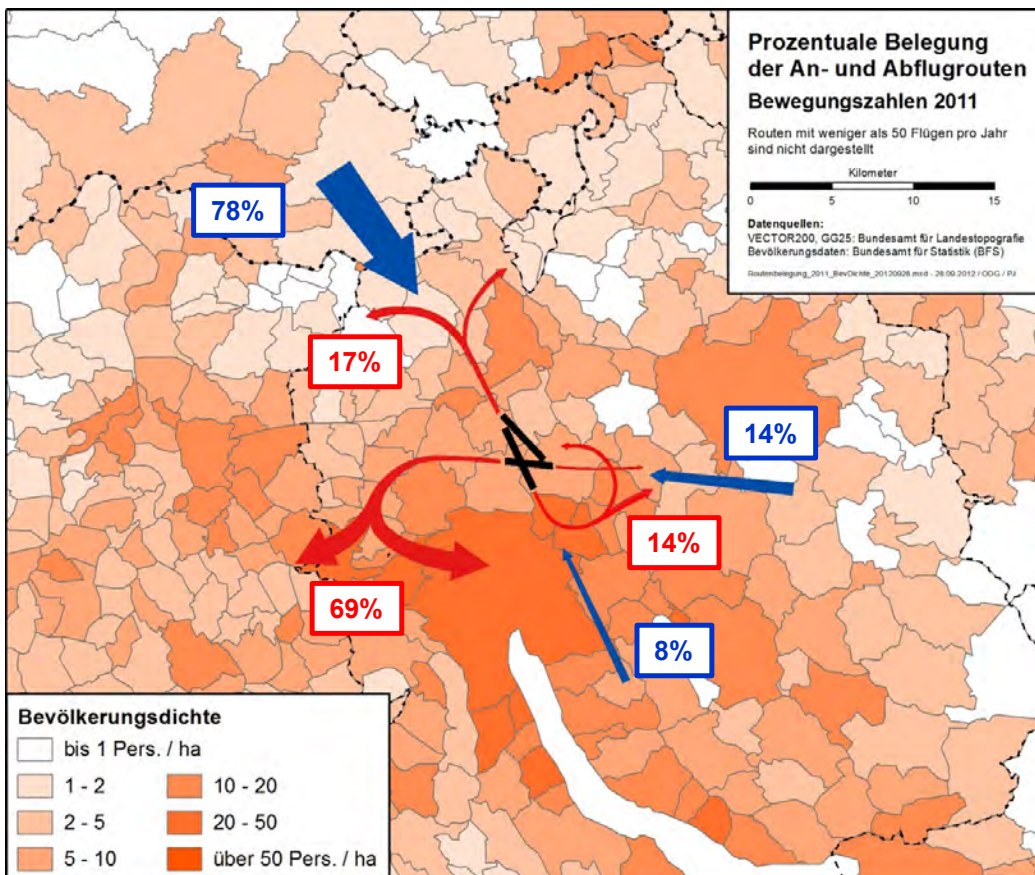 Prozentuale Belegung
der An- und Abflugrouten
Bewegungszahlen 2011
Routen mit weniger als 50 Flügen pro Jahr
sind nicht dargestellt
Kilometer
0 5 10 15
Datenquellen:
VECTOR200, GG25: Bundesamt für Landestopografie
Bevölkerungsdaten: Bundesamt für Statistik (BFS)
78%
17%
14%
14%
69%
8%
Bevölkerungsdichte
bis 1 Pers. / ha
1 - 2
10 - 20
2 - 5
20 - 50
5 - 10
über 50 Pers. / ha